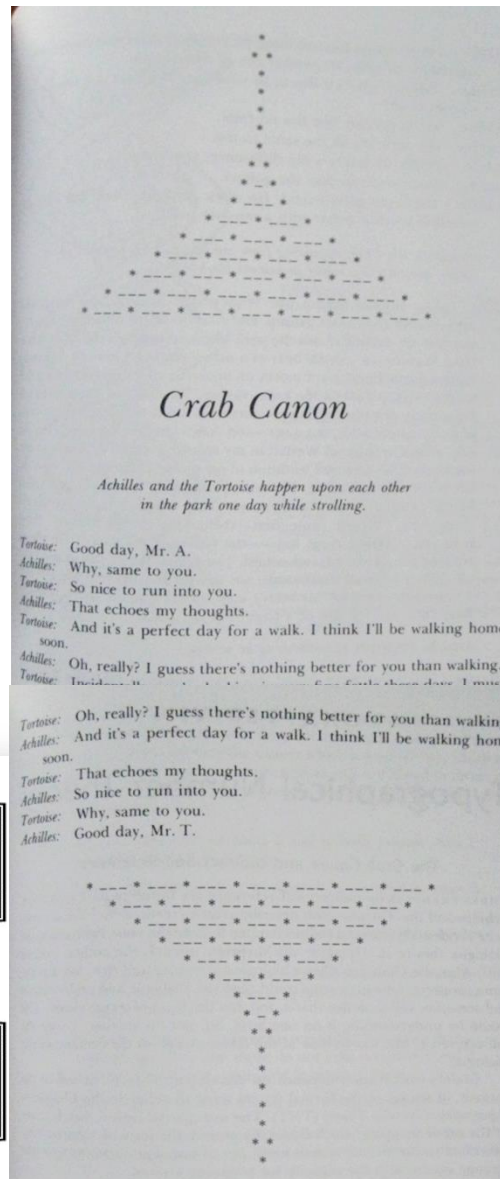 Crab Canon
Achilles and the Tortoise happen upon each other
in the park one day while strolling.
Tortoise: Good day, Mr. A.
Achilles: Why, same to you.
Tortoise: So nice to run into you.
Achilles: That echoes my thoughts.
Tortoise: And it's a perfect day for a walk. I think I'll be walking hom
soon.
Achilles: Oh, really? I guess there's nothing better for you than walking.
Tortoise:
Tortoise: Oh, really? I guess there's nothing better for you than walkin
Achilles: And it's a perfect day for a walk. I think I'll be walking hom
soon.
Tortoise: That echoes my thoughts.
Achilles: So nice to run into you.
Tortoise: Why, same to you.
Achilles: Good day, Mr. T.